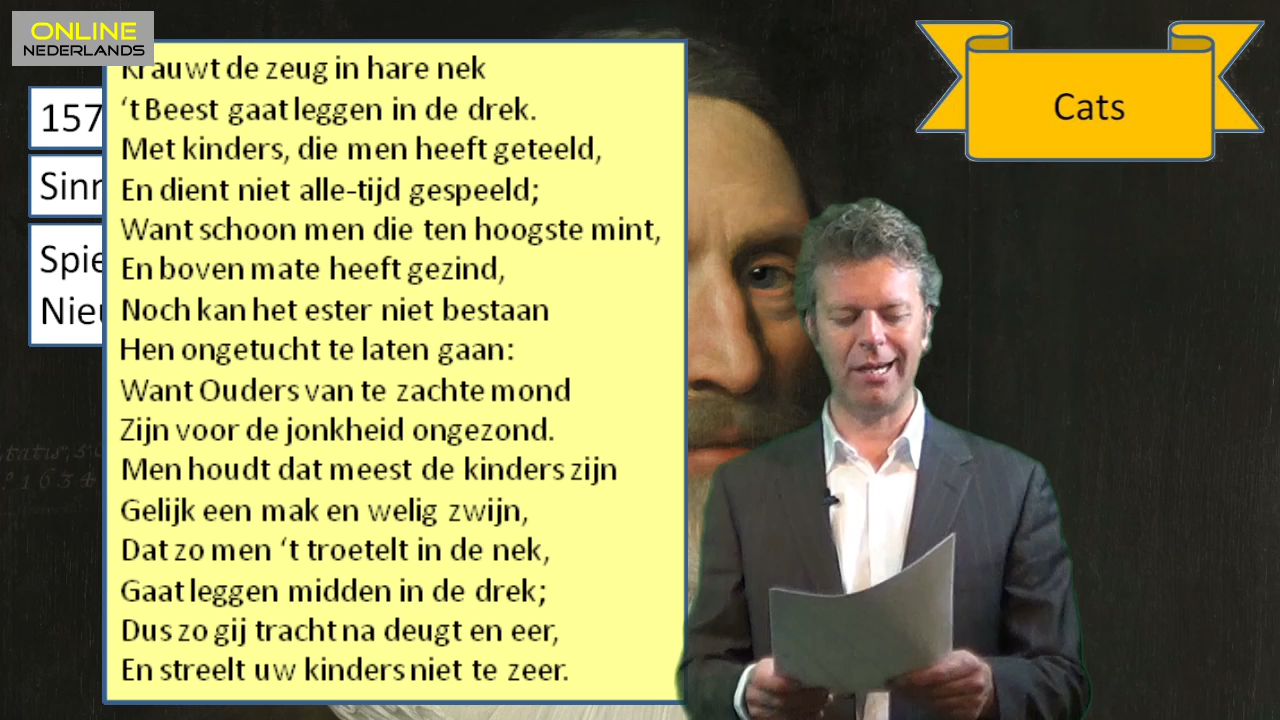 ONLINE
NEDERLANDS
Cats
157
Sinn
Spie
Nieu
Krauwt de zeug in hare nek
‘t Beest gaat leggen in de drek.
Met kinders, die men heeft geteeld,
En dient niet alle-tijd gespeeld;
Want schoon men die ten hoogste mint,
En boven mate heeft gezind,
Noch kan het ester niet bestaan
Hen ongetucht te laten gaan:
Want Ouders van te zachte mond
Zijn voor de jonkheid ongezond.
Men houdt dat meest de kinders zijn
Gelijk een mak en welig zwijn,
Dat zo men ‘t troetelt in de nek,
Gaat leggen midden in de drek;
Dus zo gij tracht na deugt en eer,
En streelt uw kinders niet te zeer.
1634